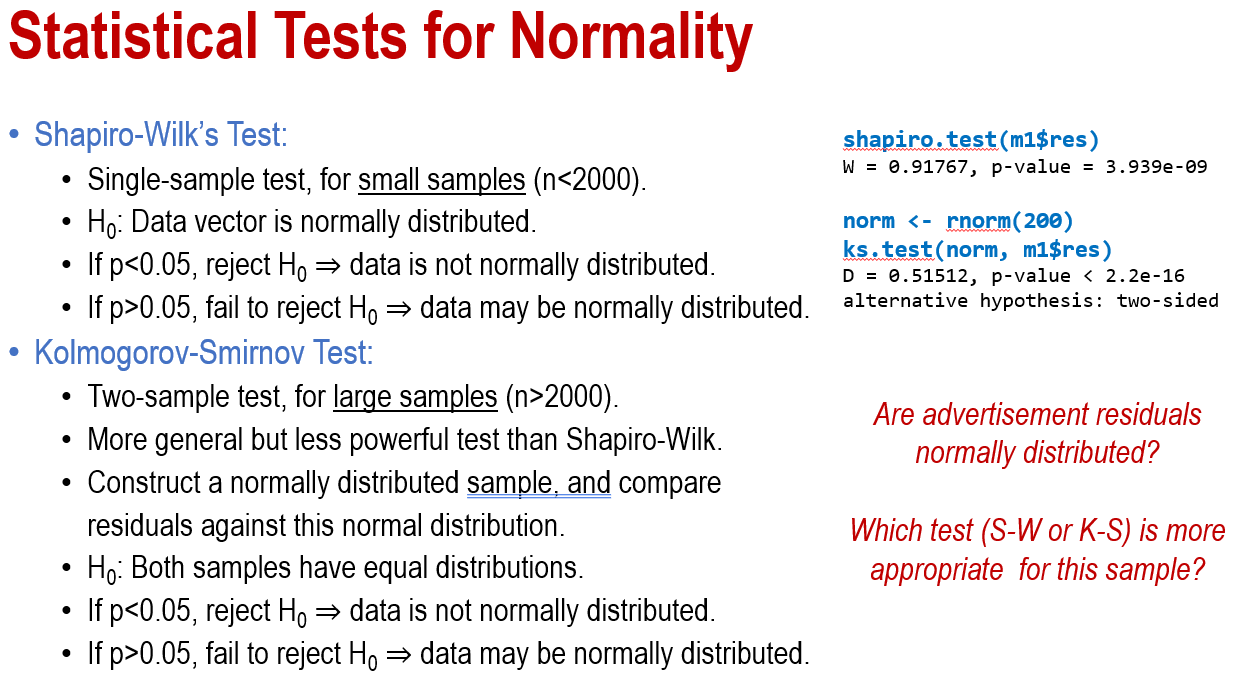 Statistical Tests for Normality
• Shapiro-Wilk's Test:
• Single-sample test, for small samples (n<2000).
• H0: Data vector is normally distributed.
• If p<0.05, reject H0 ⇒ data is not normally distributed.
• If p>0.05, fail to reject H0 ⇒ data may be normally distributed.
• Kolmogorov-Smirnov Test:
• Two-sample test, for large samples (n>2000).
• More general but less powerful test than Shapiro-Wilk.
• Construct a normally distributed sample, and compare
residuals against this normal distribution.
• H0: Both samples have equal distributions.
• If p<0.05, reject H0 ⇒ data is not normally distributed.
• If p>0.05, fail to reject H0 ⇒ data may be normally distributed.
shapiro.test(m1$res)
W = 0.91767, p-value = 3.939e-09
norm <- rnorm(200)
ks.test(norm, m1$res)
D = 0.51512, p-value < 2.2e-16
alternative hypothesis: two-sided
Are advertisement residuals
normally distributed?
Which test (S-W or K-S) is more
appropriate for this sample?